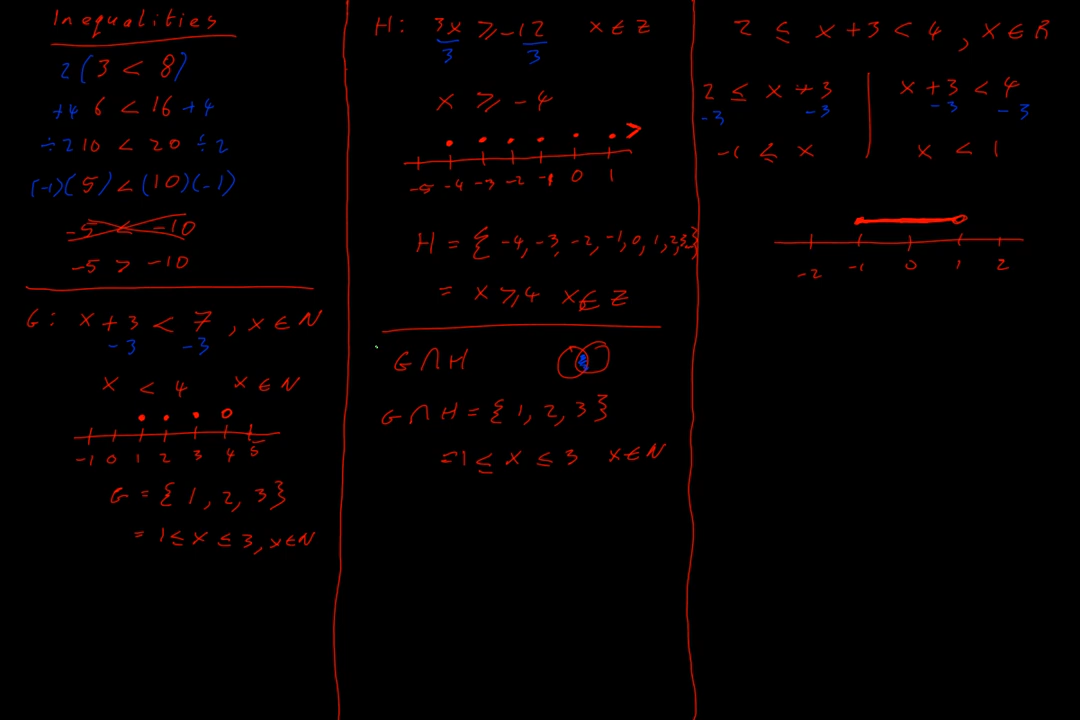 Inequalities
2(3 < 8)
+4 6 < 16 +4
÷2 10 < 20 ÷2
(-1)(5) < (10)(-1)
-5 < -10
-5 > -10
G: x + 3 < 7, x ∈ N
-3 -3
x < 4 x ∈ N
-1 0 1 2 3 4 5
G = {1, 2, 3}
= 1 ≤ x ≤ 3, x ∈ N
H: 3x ≥ -12 x ∈ Z
3 3
x ≥ -4
-5 -4 -3 -2 -1 0 1
H = {-4, -3, -2, -1, 0, 1, 2, 3..}
= x ≥ 4 x ∈ Z
G ∩ H
G ∩ H = {1, 2, 3}
= 1 ≤ x ≤ 3 x ∈ N
2 ≤ x + 3 < 4, x ∈ R
2 ≤ x + 3
-3 -3
-1 ≤ x
x + 3 < 4
-3 -3
x < 1
-2 -1 0 1 2